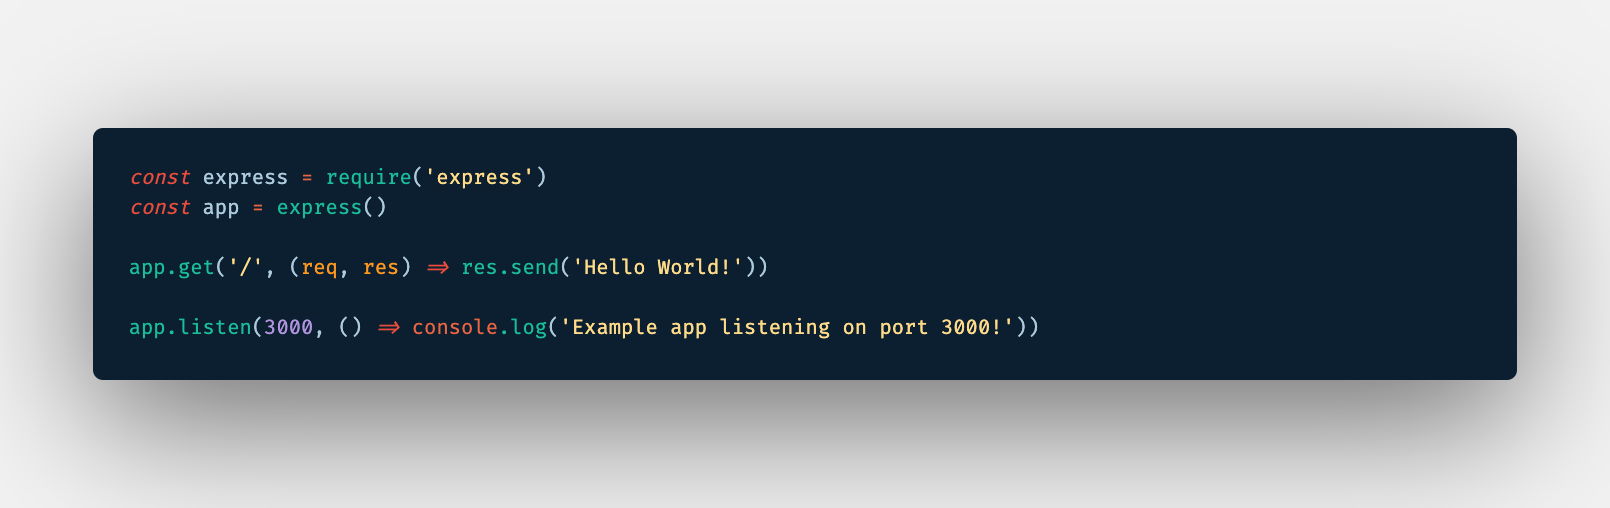 const express = require('express')
const app = express()
app.get('/', (req, res) => res.send('Hello World!'))
app.listen(3000, () => console.log('Example app listening on port 3000!'))